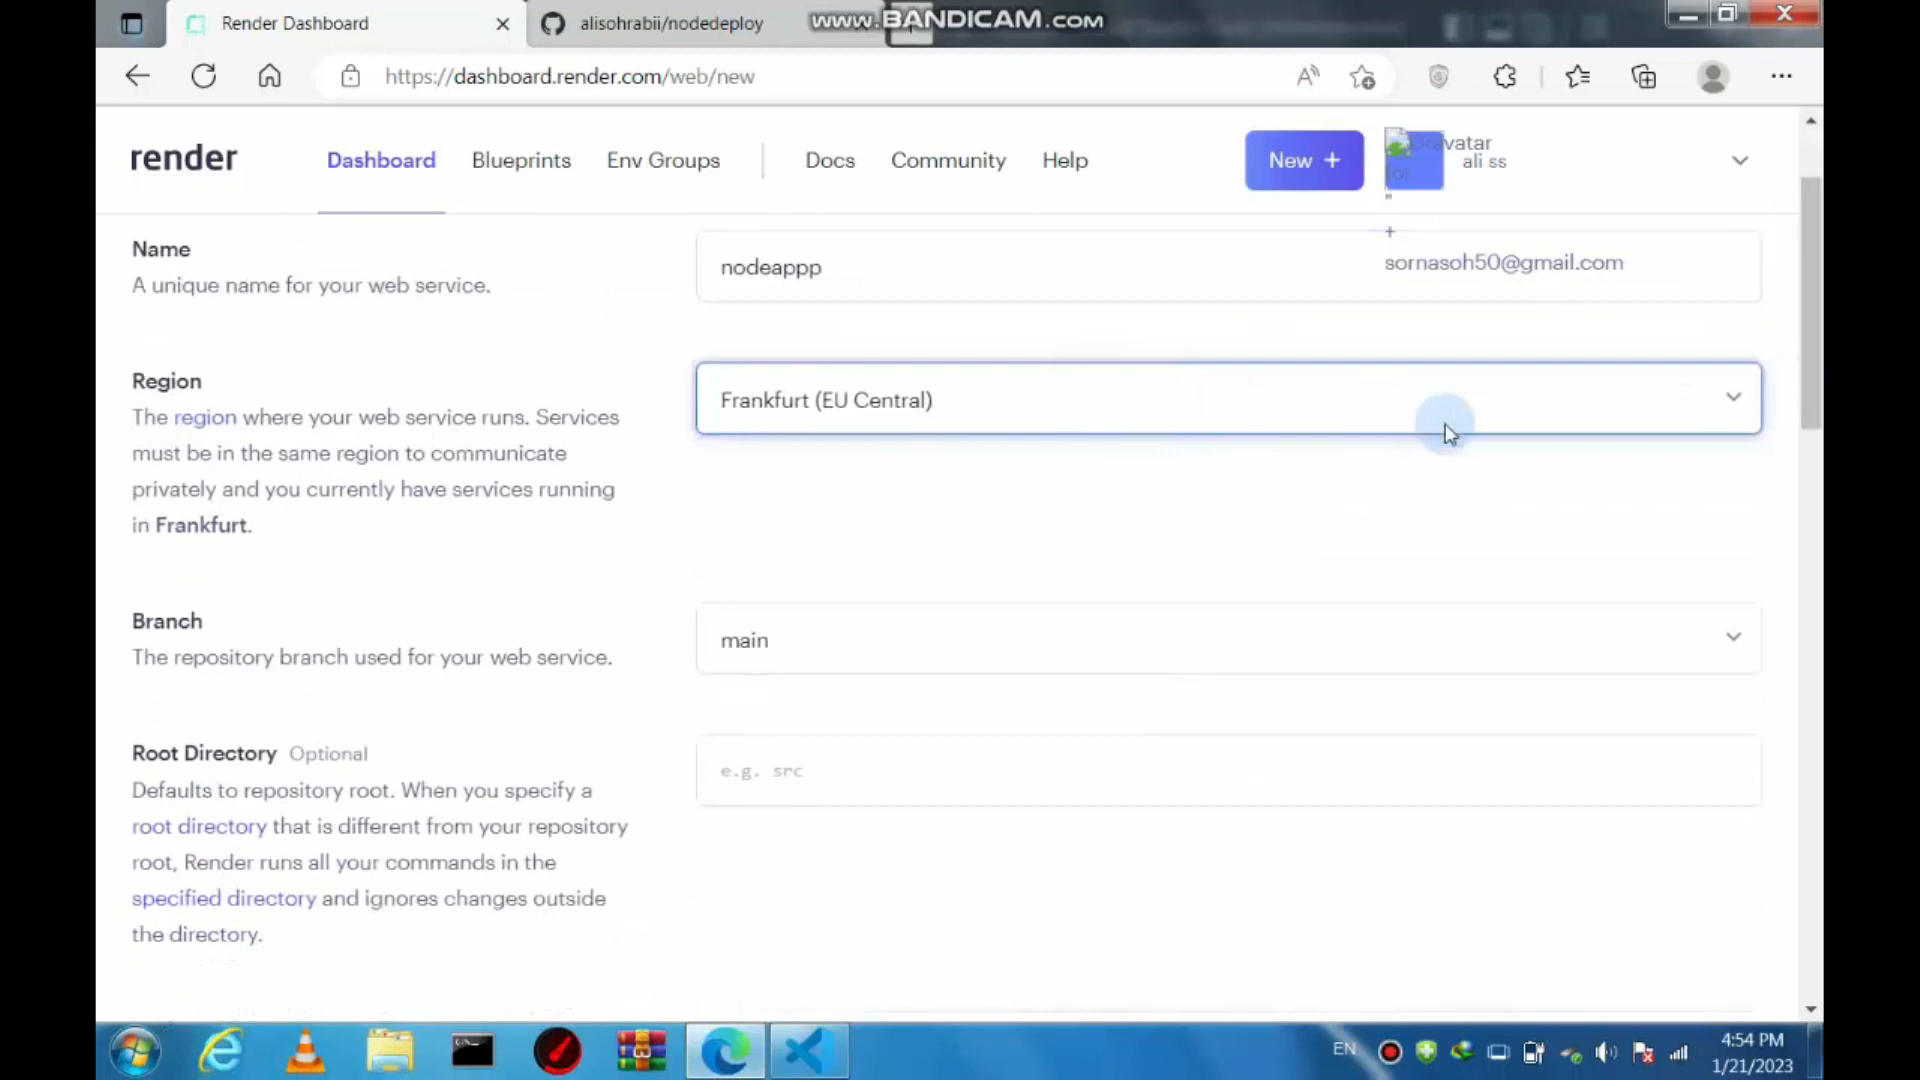 Render Dashboard
alisohrabii/nodedeploy
www.BANDICAM.com
https://dashboard.render.com/web/new
render
Dashboard
Blueprints
Env Groups
Docs
Community
Help
New +
ali ss
"
+
sornasoh50@gmail.com
Name
A unique name for your web service.
nodeappp
Region
The region where your web service runs. Services
must be in the same region to communicate
privately and you currently have services running
in Frankfurt.
Frankfurt (EU Central)
Branch
The repository branch used for your web service.
main
Root Directory Optional
Defaults to repository root. When you specify a
root directory that is different from your repository
root, Render runs all your commands in the
specified directory and ignores changes outside
the directory.
e.g. src
EN
4:54 PM
1/21/2023